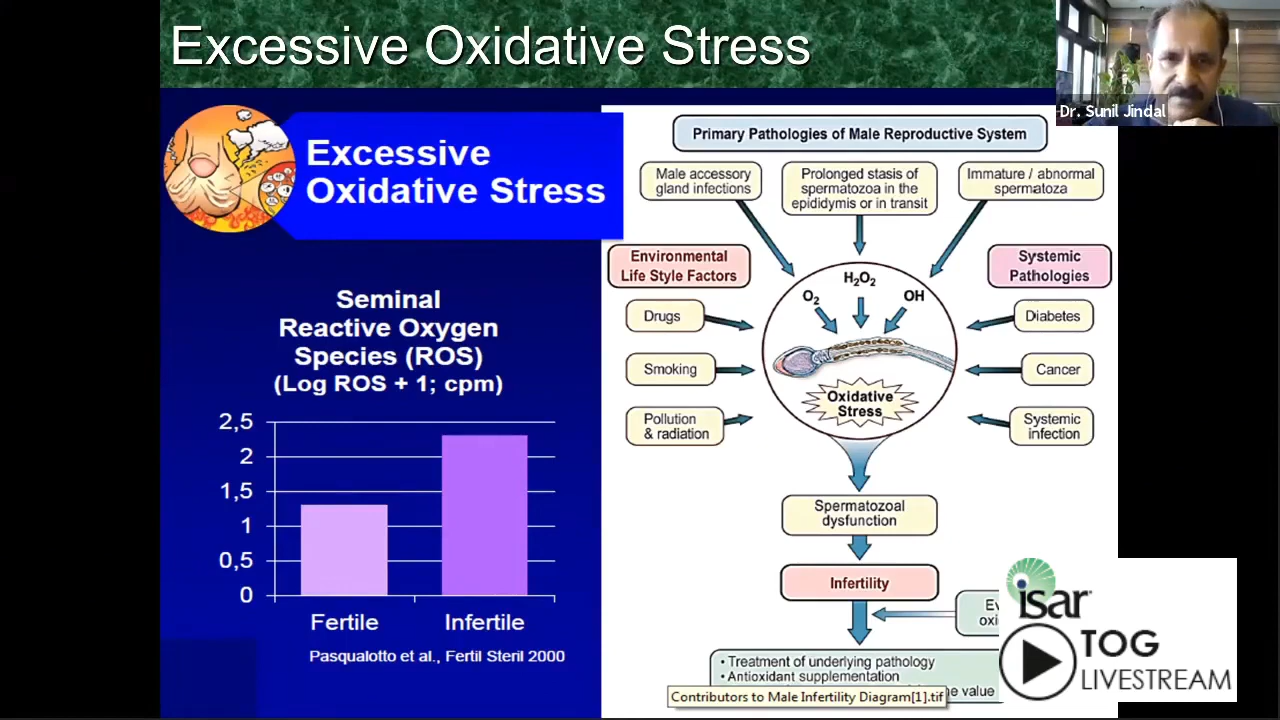 Excessive Oxidative Stress
Dr. Sunil Jindal
Excessive
Oxidative Stress
Seminal
Reactive Oxygen
Species (ROS)
(Log ROS + 1; cpm)
2,5
2
1,5
1
0,5
0
Fertile
Infertile
Pasqualotto et al., Fertil Steril 2000
Primary Pathologies of Male Reproductive System
Male accessory
gland infections
Prolonged stasis of
spermatozoa in the
epididymis or in transit
Immature / abnormal
spermatoza
Environmental
Life Style Factors
Drugs
Smoking
Pollution
& radiation
H2O2
O2
OH
Oxidative
Stress
Systemic
Pathologies
Diabetes
Cancer
Systemic
infection
Spermatozoal
dysfunction
Infertility
• Treatment of underlying pathology
• Antioxidant supplementation
value
Contributors to Male Infertility Diagram[1].tif
isar
TOG
LIVESTREAM